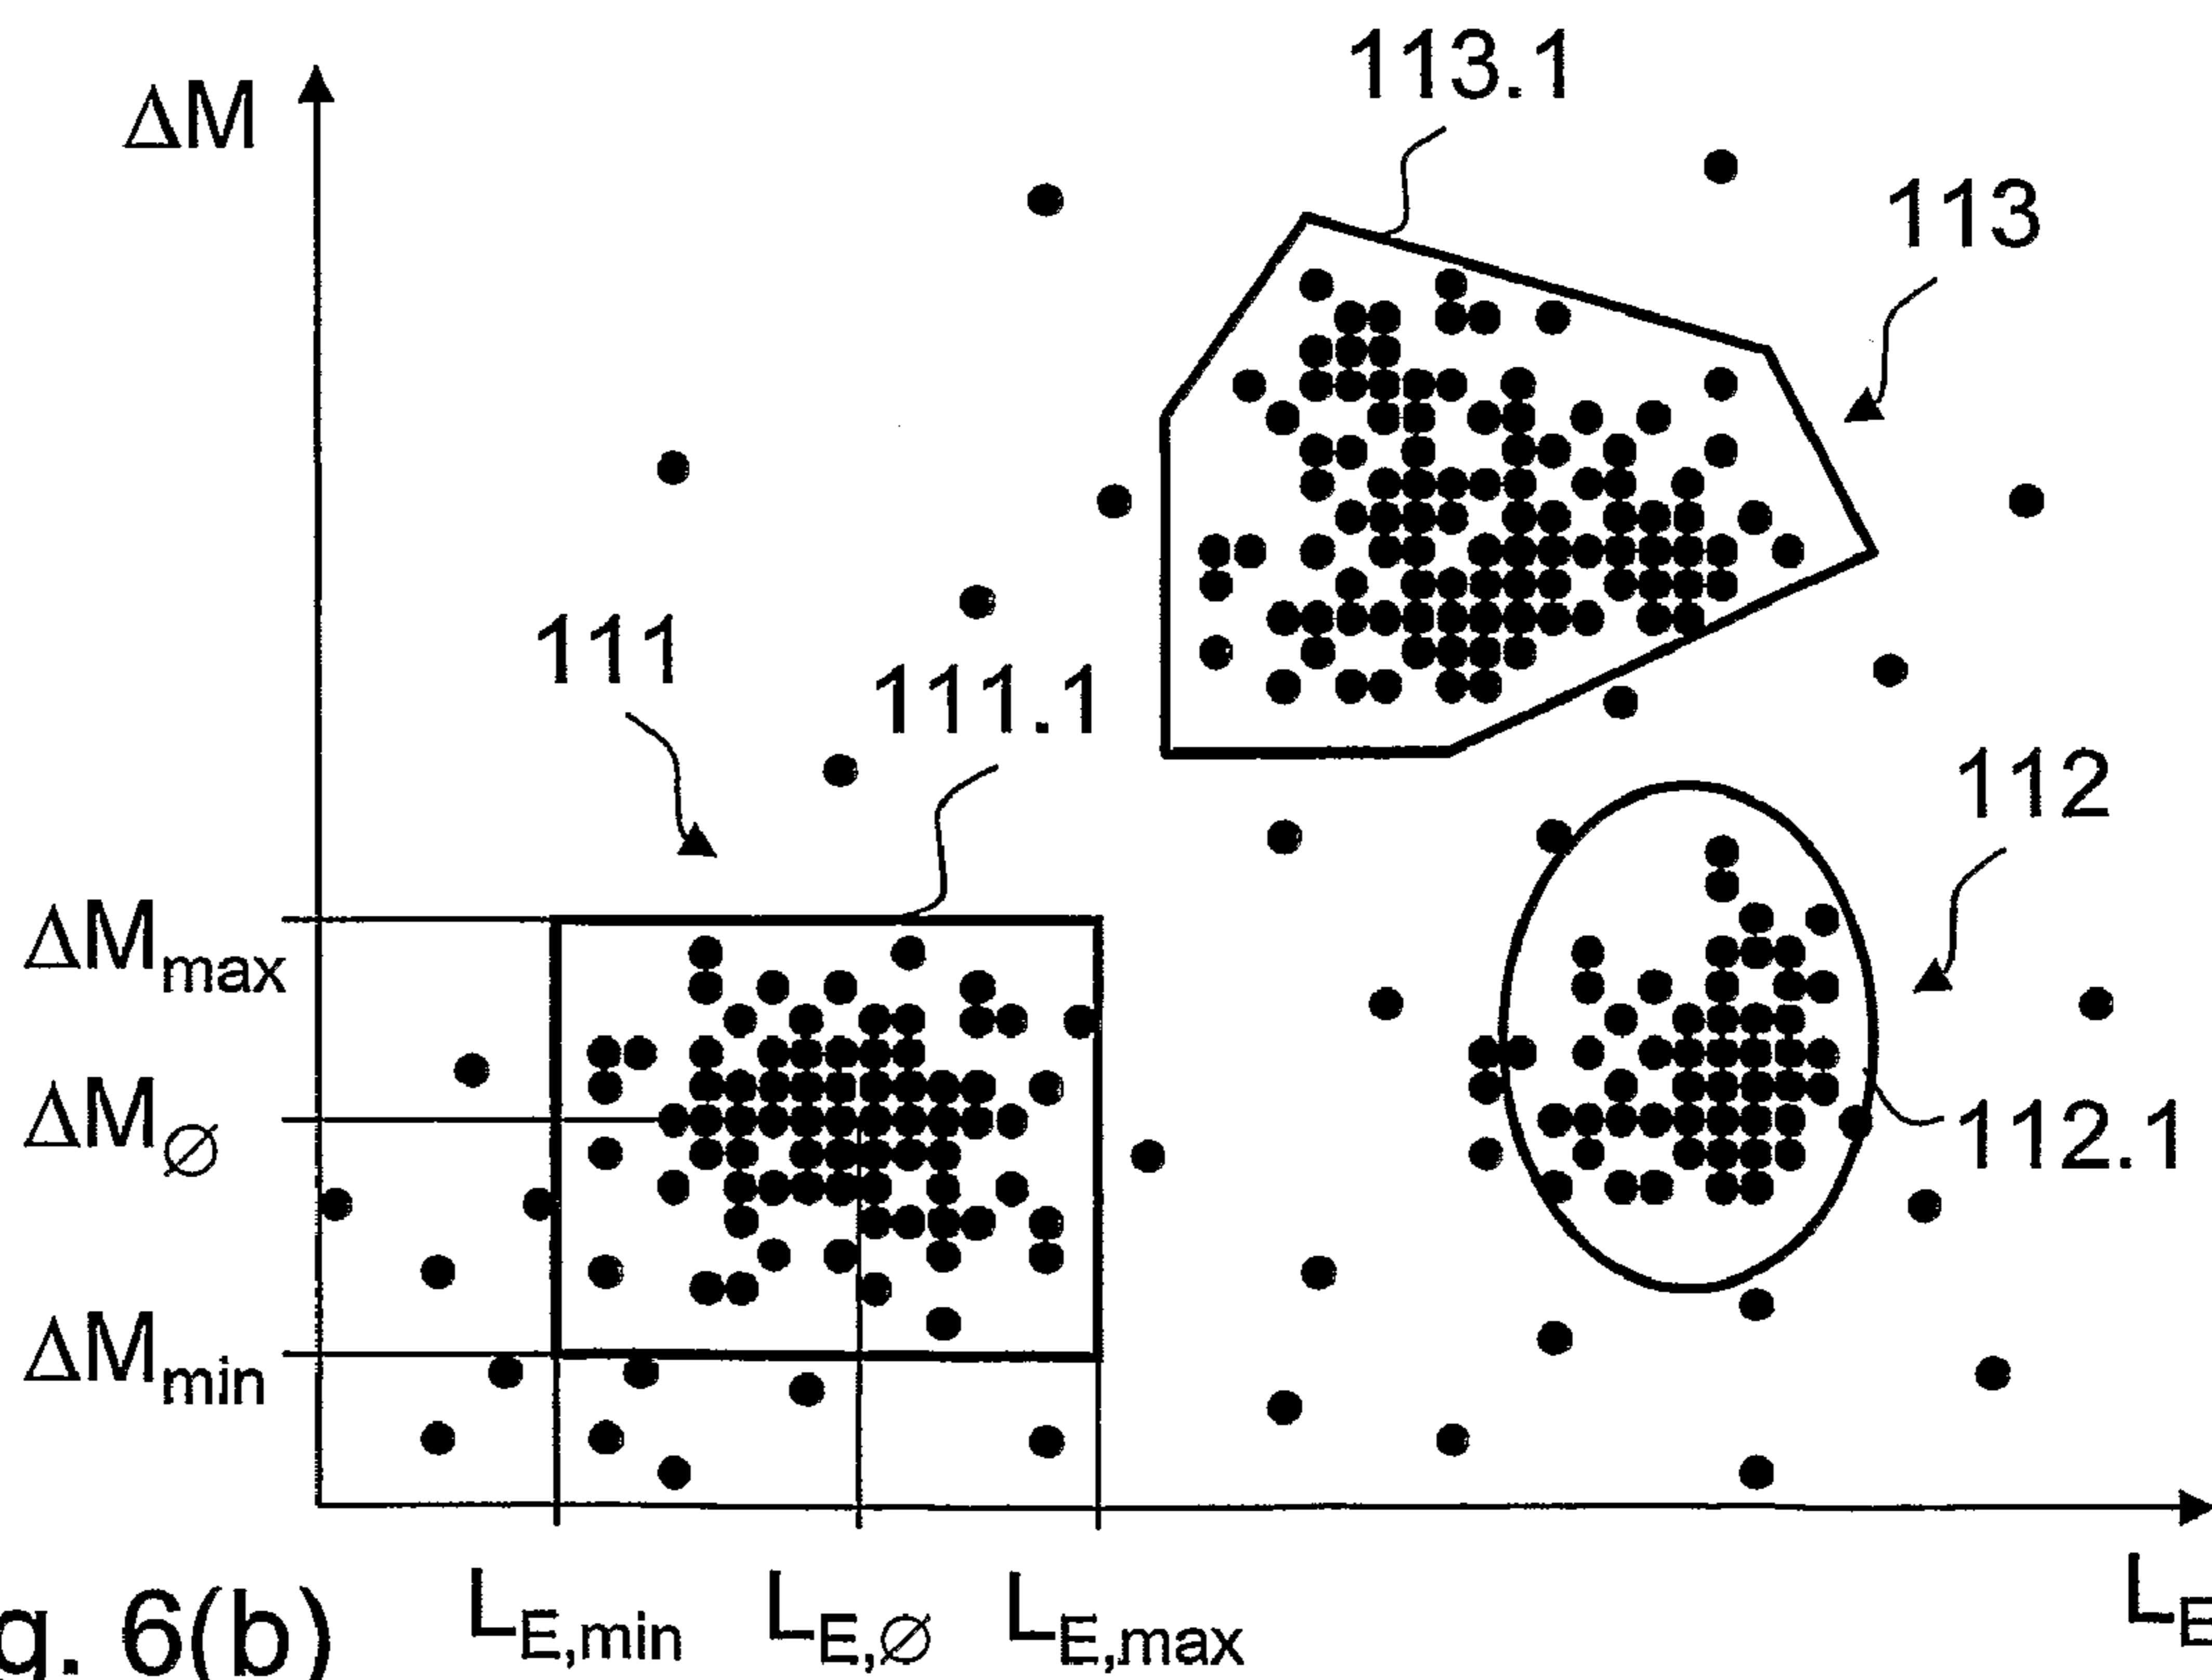 113.1
ΔM
113
111
111.1
112
ΔMmax
ΔM∅
112.1
ΔMmin
LE,min LE,∅ LE,max LE
g. 6(b)